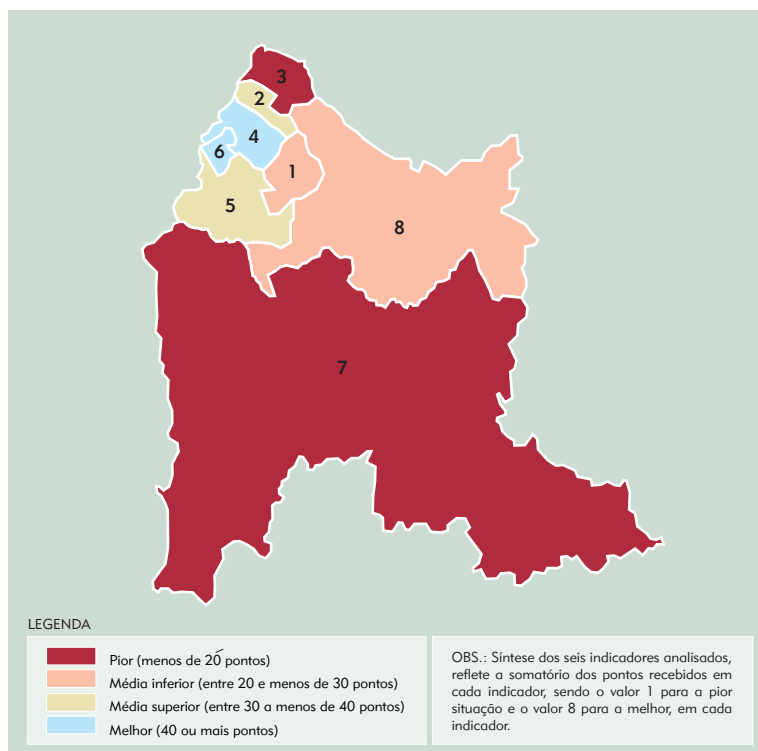 3
2
4
6
1
5
8
7
LEGENDA
Pior (menos de 20 pontos)
Média inferior (entre 20 e menos de 30 pontos)
Média superior (entre 30 a menos de 40 pontos)
Melhor (40 ou mais pontos)
OBS.: Síntese dos seis indicadores analisados,
reflete a somatório dos pontos recebidos em
cada indicador, sendo o valor 1 para a pior
situação e o valor 8 para a melhor, em cada
indicador.